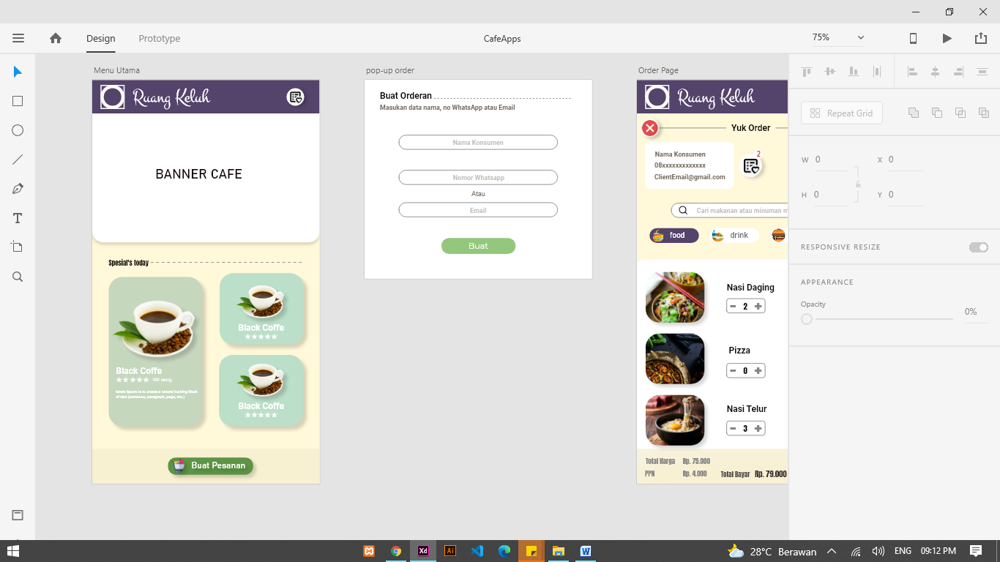 Design
Prototype
CafeApps
75%
Menu Utama
pop-up order
Order Page
Ruang Keluh
BANNER CAFE
Spesial's today
Black Coffe
100 rating
lorem ipsum is to create a natural looking block
of text (sentence, paragraph, page, etc.)
Black Coffe
Black Coffe
Buat Pesanan
Buat Orderan
Masukan data nama, no WhatsApp atau Email
Nama Konsumen
Nomor Whatsapp
Atau
Email
Buat
Ruang Keluh
Yuk Order
Nama Konsumen
08xxxxxxxxxxxxx
ClientEmail@gmail.com
2
Cari makanan atau minuman m
food
drink
Nasi Daging
2
Pizza
0
Nasi Telur
3
Total Harga Rp. 75.000
PPN Rp. 4.000 Total Bayar Rp. 79.000
Repeat Grid
W 0 X 0
H 0 Y 0
RESPONSIVE RESIZE
APPEARANCE
Opacity
0%
Xd
Ai
W
28°C Berawan
ENG
09:12 PM